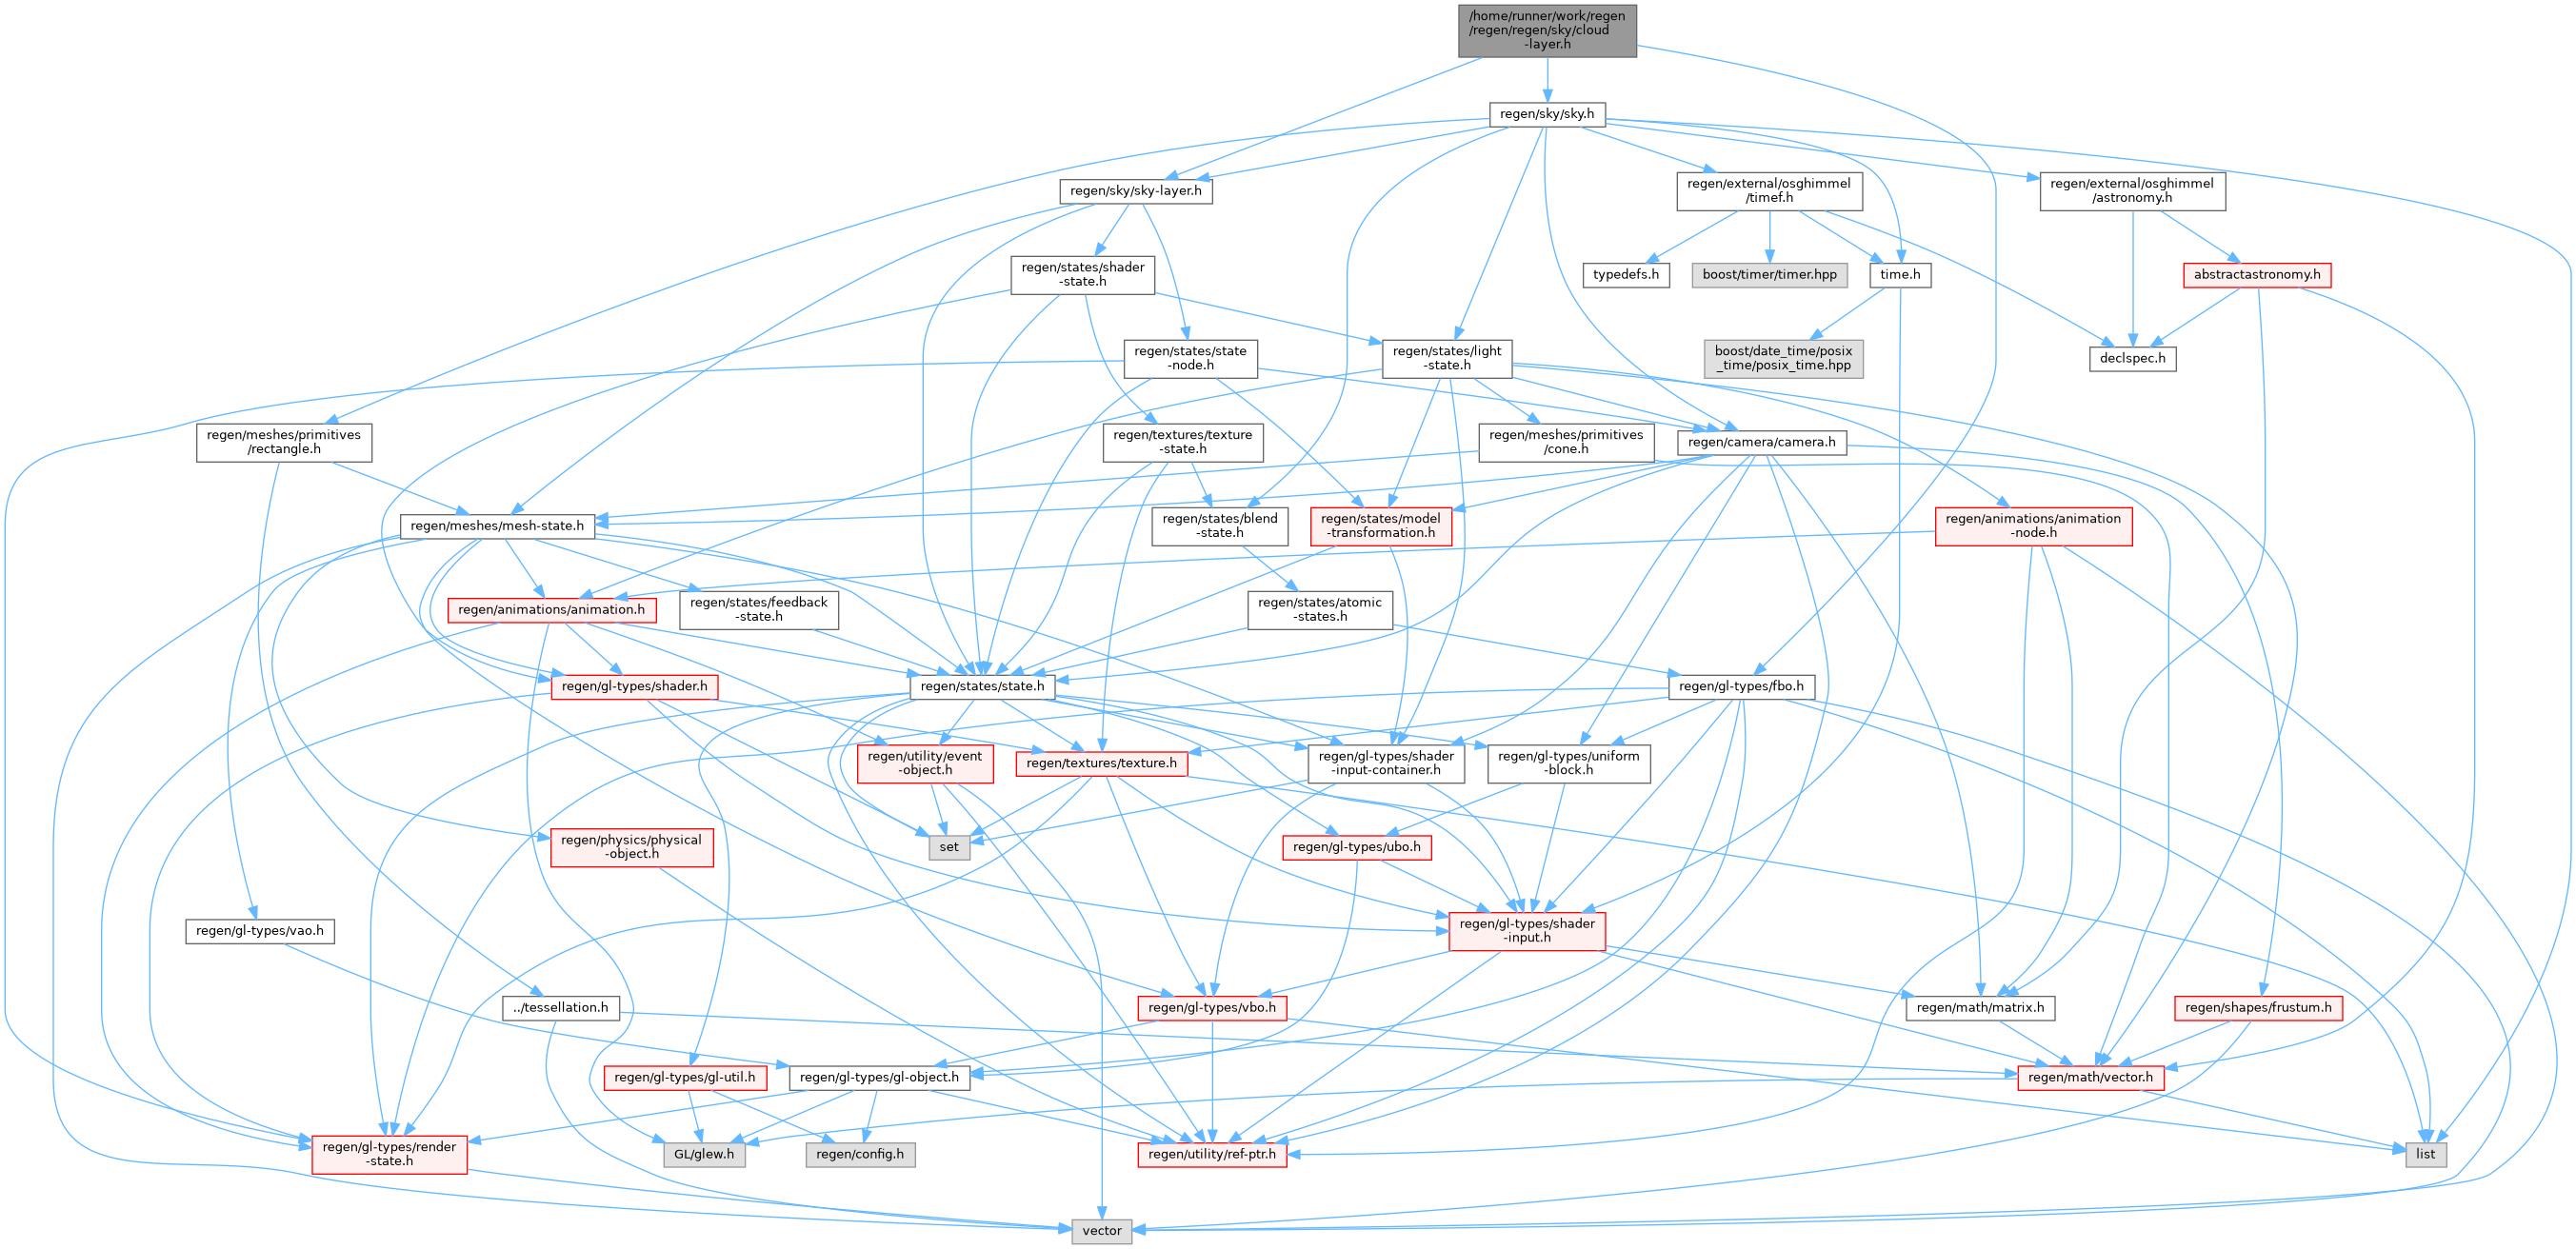 /home/runner/work/regen
/regen/regen/sky/cloud
-layer.h
regen/sky/sky.h
regen/sky/sky-layer.h
regen/external/osghimmel
/timef.h
regen/external/osghimmel
/astronomy.h
regen/states/shader
-state.h
typedefs.h
boost/timer/timer.hpp
time.h
abstractastronomy.h
regen/states/state
-node.h
regen/states/light
-state.h
boost/date_time/posix
_time/posix_time.hpp
declspec.h
regen/meshes/primitives
/rectangle.h
regen/textures/texture
-state.h
regen/meshes/primitives
/cone.h
regen/camera/camera.h
regen/meshes/mesh-state.h
regen/states/blend
-state.h
regen/states/model
-transformation.h
regen/animations/animation
-node.h
regen/animations/animation.h
regen/states/feedback
-state.h
regen/states/atomic
-states.h
regen/gl-types/shader.h
regen/states/state.h
regen/gl-types/fbo.h
regen/utility/event
-object.h
regen/textures/texture.h
regen/gl-types/shader
-input-container.h
regen/gl-types/uniform
-block.h
regen/physics/physical
-object.h
set
regen/gl-types/ubo.h
regen/gl-types/vao.h
regen/gl-types/shader
-input.h
../tessellation.h
regen/gl-types/vbo.h
regen/math/matrix.h
regen/shapes/frustum.h
regen/gl-types/gl-util.h
regen/gl-types/gl-object.h
regen/math/vector.h
regen/gl-types/render
-state.h
GL/glew.h
regen/config.h
regen/utility/ref-ptr.h
list
vector